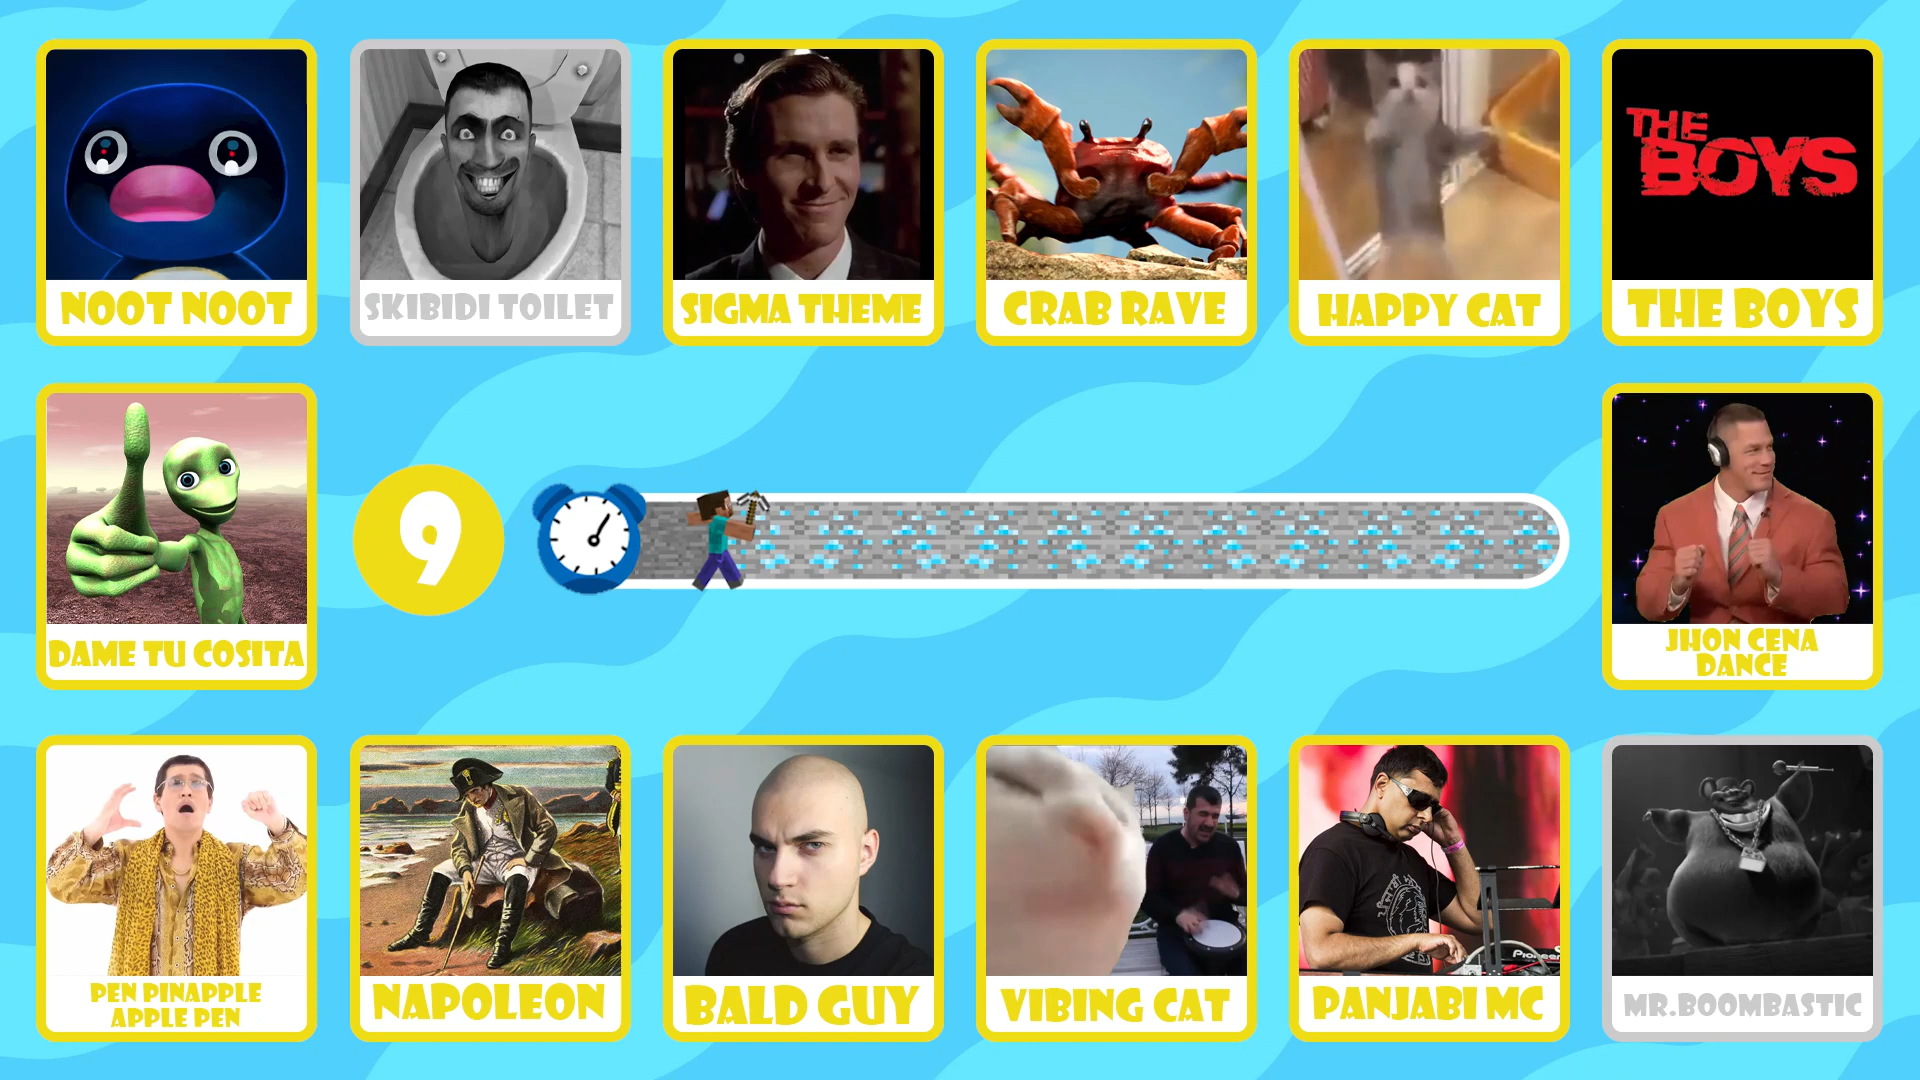 NOOT NOOT
SKIBIDI TOILET
SIGMA THEME
CRAB RAVE
HAPPY CAT
THE
BOYS
THE BOYS
DAME TU COSITA
9
JHON CENA
DANCE
PEN PINAPPLE
APPLE PEN
NAPOLEON
BALD GUY
VIBING CAT
Pioneer
PANJABI MC
MR.BOOMBASTIC